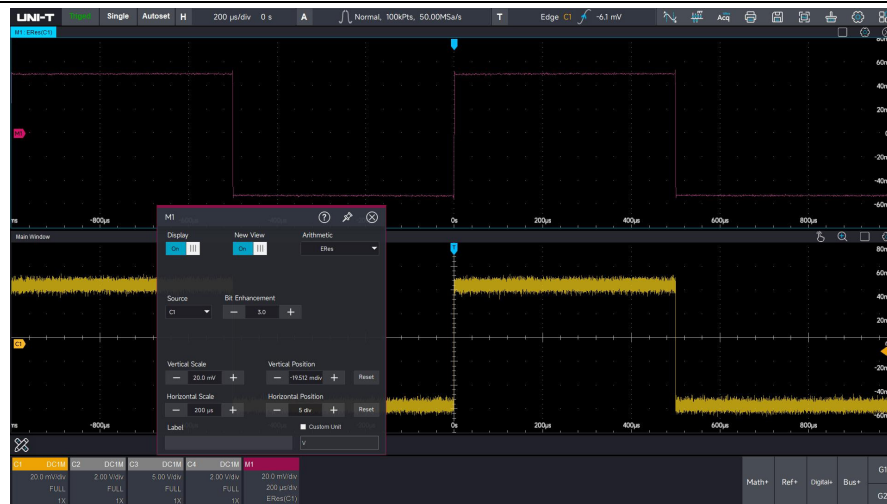 UNI-T Triged Single Autoset H 200 μs/div 0 s A Normal, 100kPts, 50.00MSa/s T Edge C1 -6.1 mV Acq
M1: ERes(C1)
60m
40m
20m
M1
-20m
-40m
-60m
-800μs 0s 200μs 400μs 600μs 800μs
M1
Display New View Arithmetic
On On ERes
Source Bit Enhancement
C1 - 3.0 +
Vertical Scale Vertical Position
- 20.0 mV + - -19.512 mdiv + Reset
Horizontal Scale Horizontal Position
- 200 μs + - 5 div + Reset
Label Custom Unit
V
Main Window
80m
60m
40m
20m
C1
-20m
-40m
-60m
-800μs 0s 200μs 400μs 600μs 800μs
C1 DC1M C2 DC1M C3 DC1M C4 DC1M M1
20.0 mV/div 2.00 V/div 5.00 V/div 2.00 V/div 20.0 mV/div
FULL FULL FULL FULL 200 μs/div
1X 1X 1X 1X ERes(C1)
Math+ Ref+ Digital+ Bus+
G1
G2